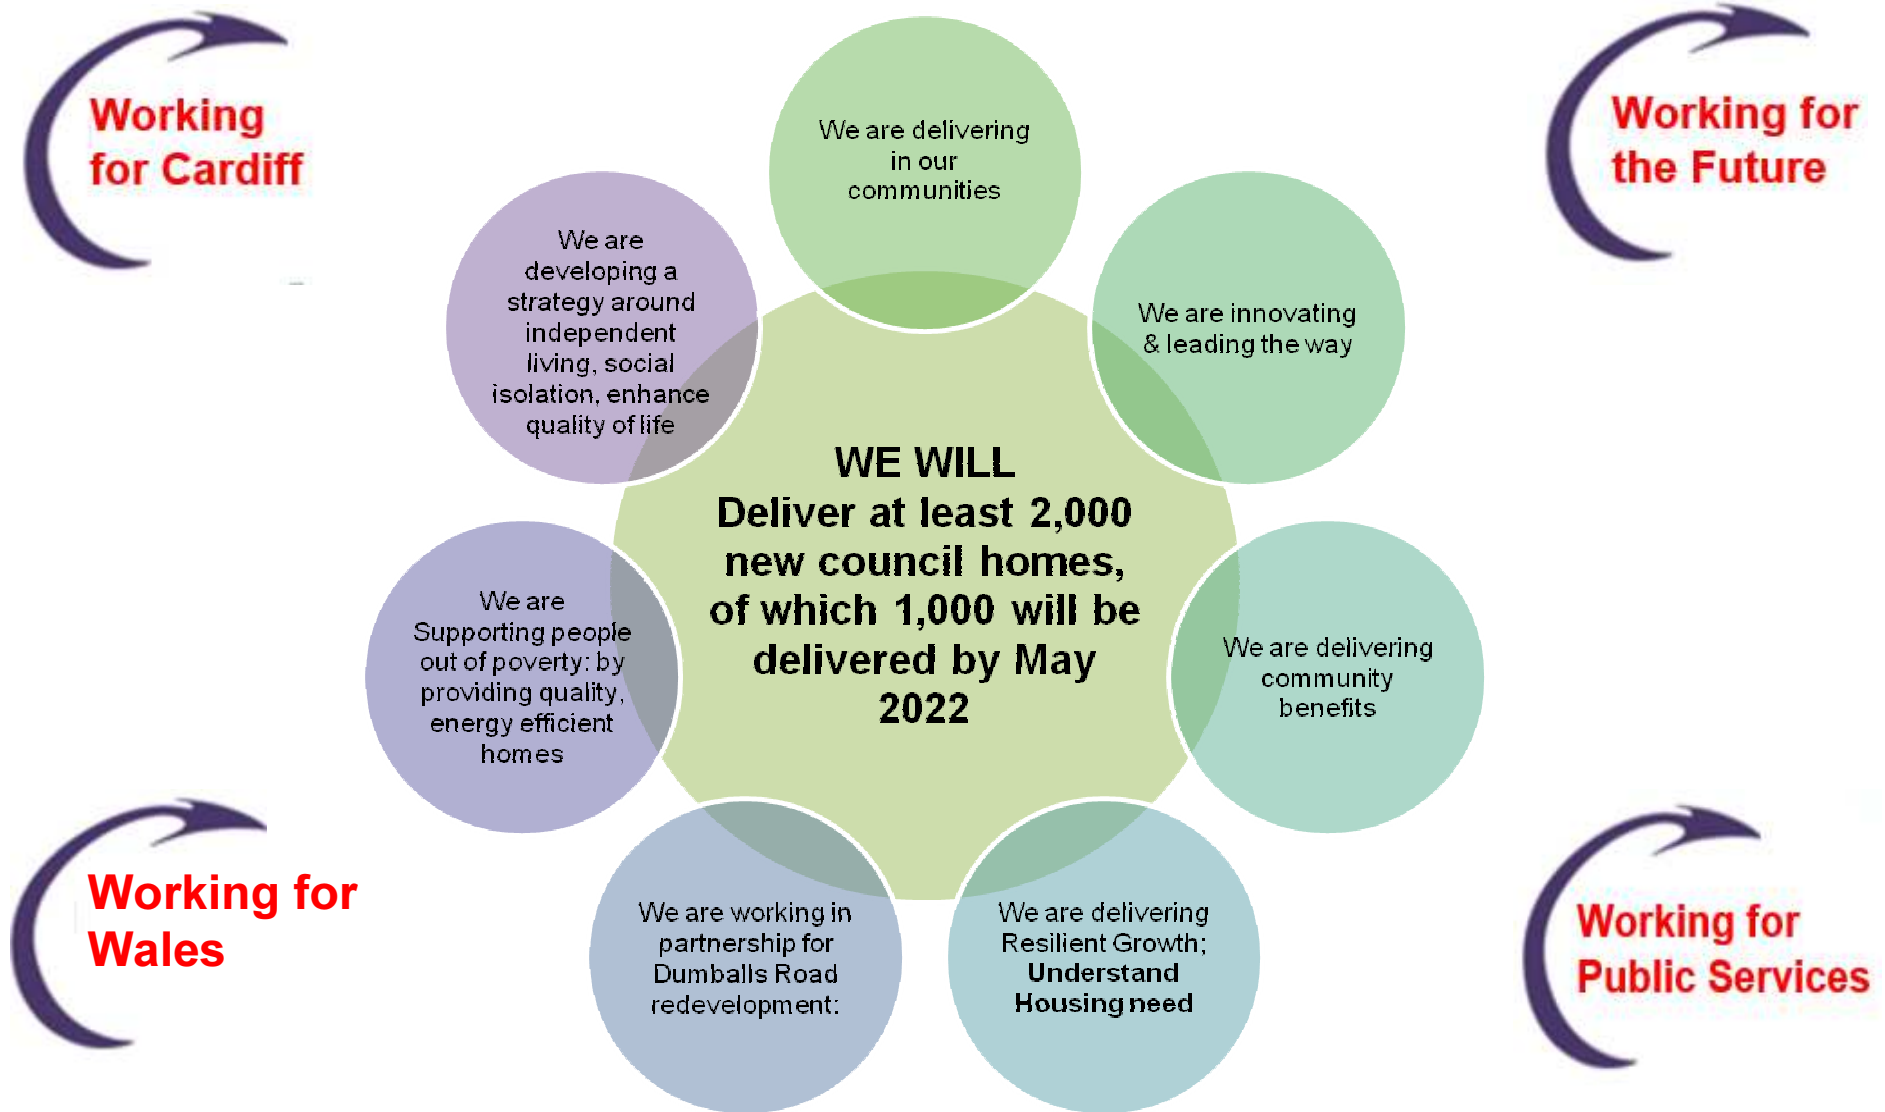 Working
for Cardiff
Working for
the Future
We are delivering
in our
communities
We are innovating
& leading the way
We are delivering
community
benefits
We are delivering
Resilient Growth;
Understand
Housing need
We are working in
partnership for
Dumballs Road
redevelopment:
We are
Supporting people
out of poverty: by
providing quality,
energy efficient
homes
We are
developing a
strategy around
independent
living, social
isolation, enhance
quality of life
WE WILL
Deliver at least 2,000
new council homes,
of which 1,000 will be
delivered by May
2022
Working for
Wales
Working for
Public Services